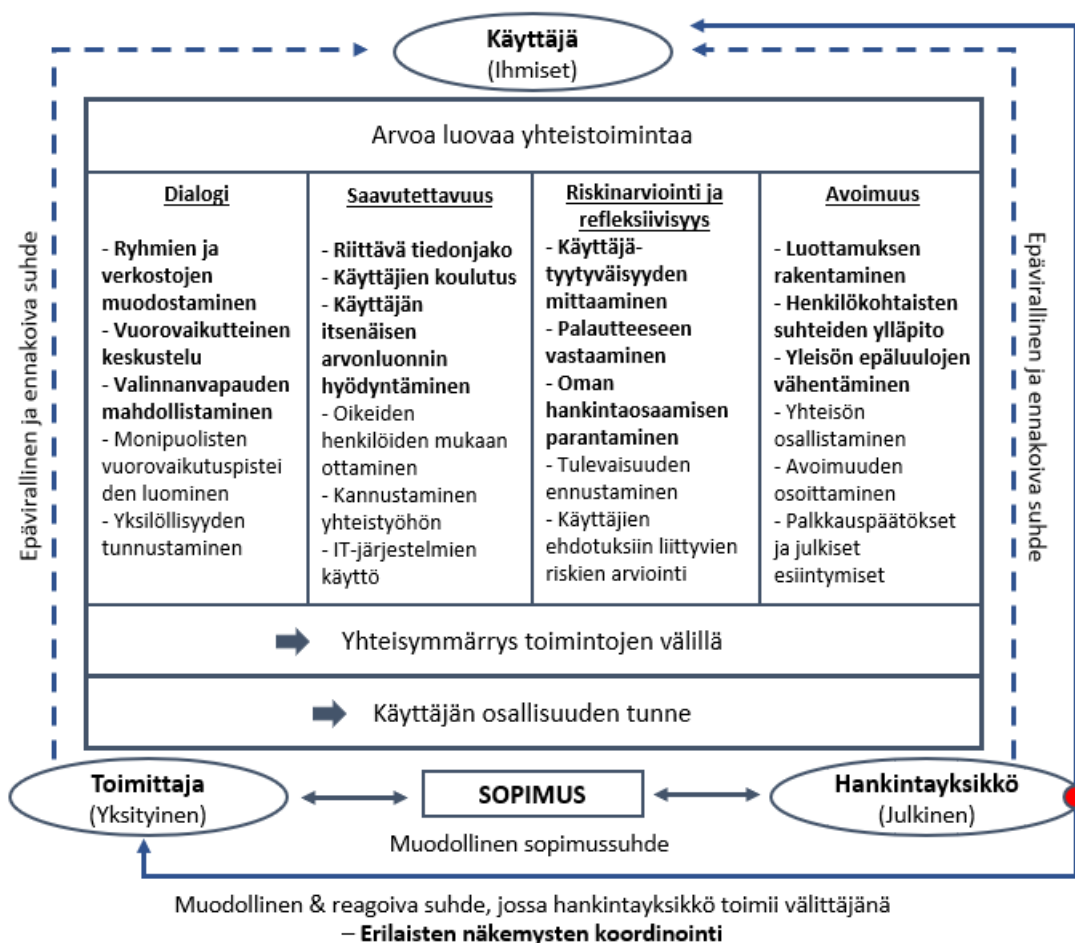 Käyttäjä
(Ihmiset)
Arvoa luovaa yhteistoimintaa
Dialogi
- Ryhmien ja
verkostojen
muodostaminen
- Vuorovaikutteinen
keskustelu
- Valinnanvapauden
mahdollistaminen
- Monipuolisten
vuorovaikutuspistei
den luominen
- Yksilöllisyyden
tunnustaminen
Saavutettavuus
- Riittävä tiedonjako
- Käyttäjien koulutus
- Käyttäjän
itsenäisen
arvonluonnin
hyödyntäminen
- Oikeiden
henkilöiden mukaan
ottaminen
- Kannustaminen
yhteistyöhön
- IT-järjestelmien
käyttö
Riskinarviointi ja
refleksiivisyys
- Käyttäjä-
tyytyväisyyden
mittaaminen
- Palautteeseen
vastaaminen
- Oman
hankintaosaamisen
parantaminen
- Tulevaisuuden
ennustaminen
- Käyttäjien
ehdotuksiin liittyvien
riskien arviointi
Avoimuus
- Luottamuksen
rakentaminen
- Henkilökohtaisten
suhteiden ylläpito
- Yleisön epäluulojen
vähentäminen
- Yhteisön
osallistaminen
- Avoimuuden
osoittaminen
- Palkkauspäätökset
ja julkiset
esiintymiset
Epävirallinen ja ennakoiva suhde
Epävirallinen ja ennakoiva suhde
Yhteisymmärrys toimintojen välillä
Käyttäjän osallisuuden tunne
Toimittaja
(Yksityinen)
SOPIMUS
Hankintayksikkö
(Julkinen)
Muodollinen sopimussuhde
Muodollinen & reagoiva suhde, jossa hankintayksikkö toimii välittäjänä
– Erilaisten näkemysten koordinointi